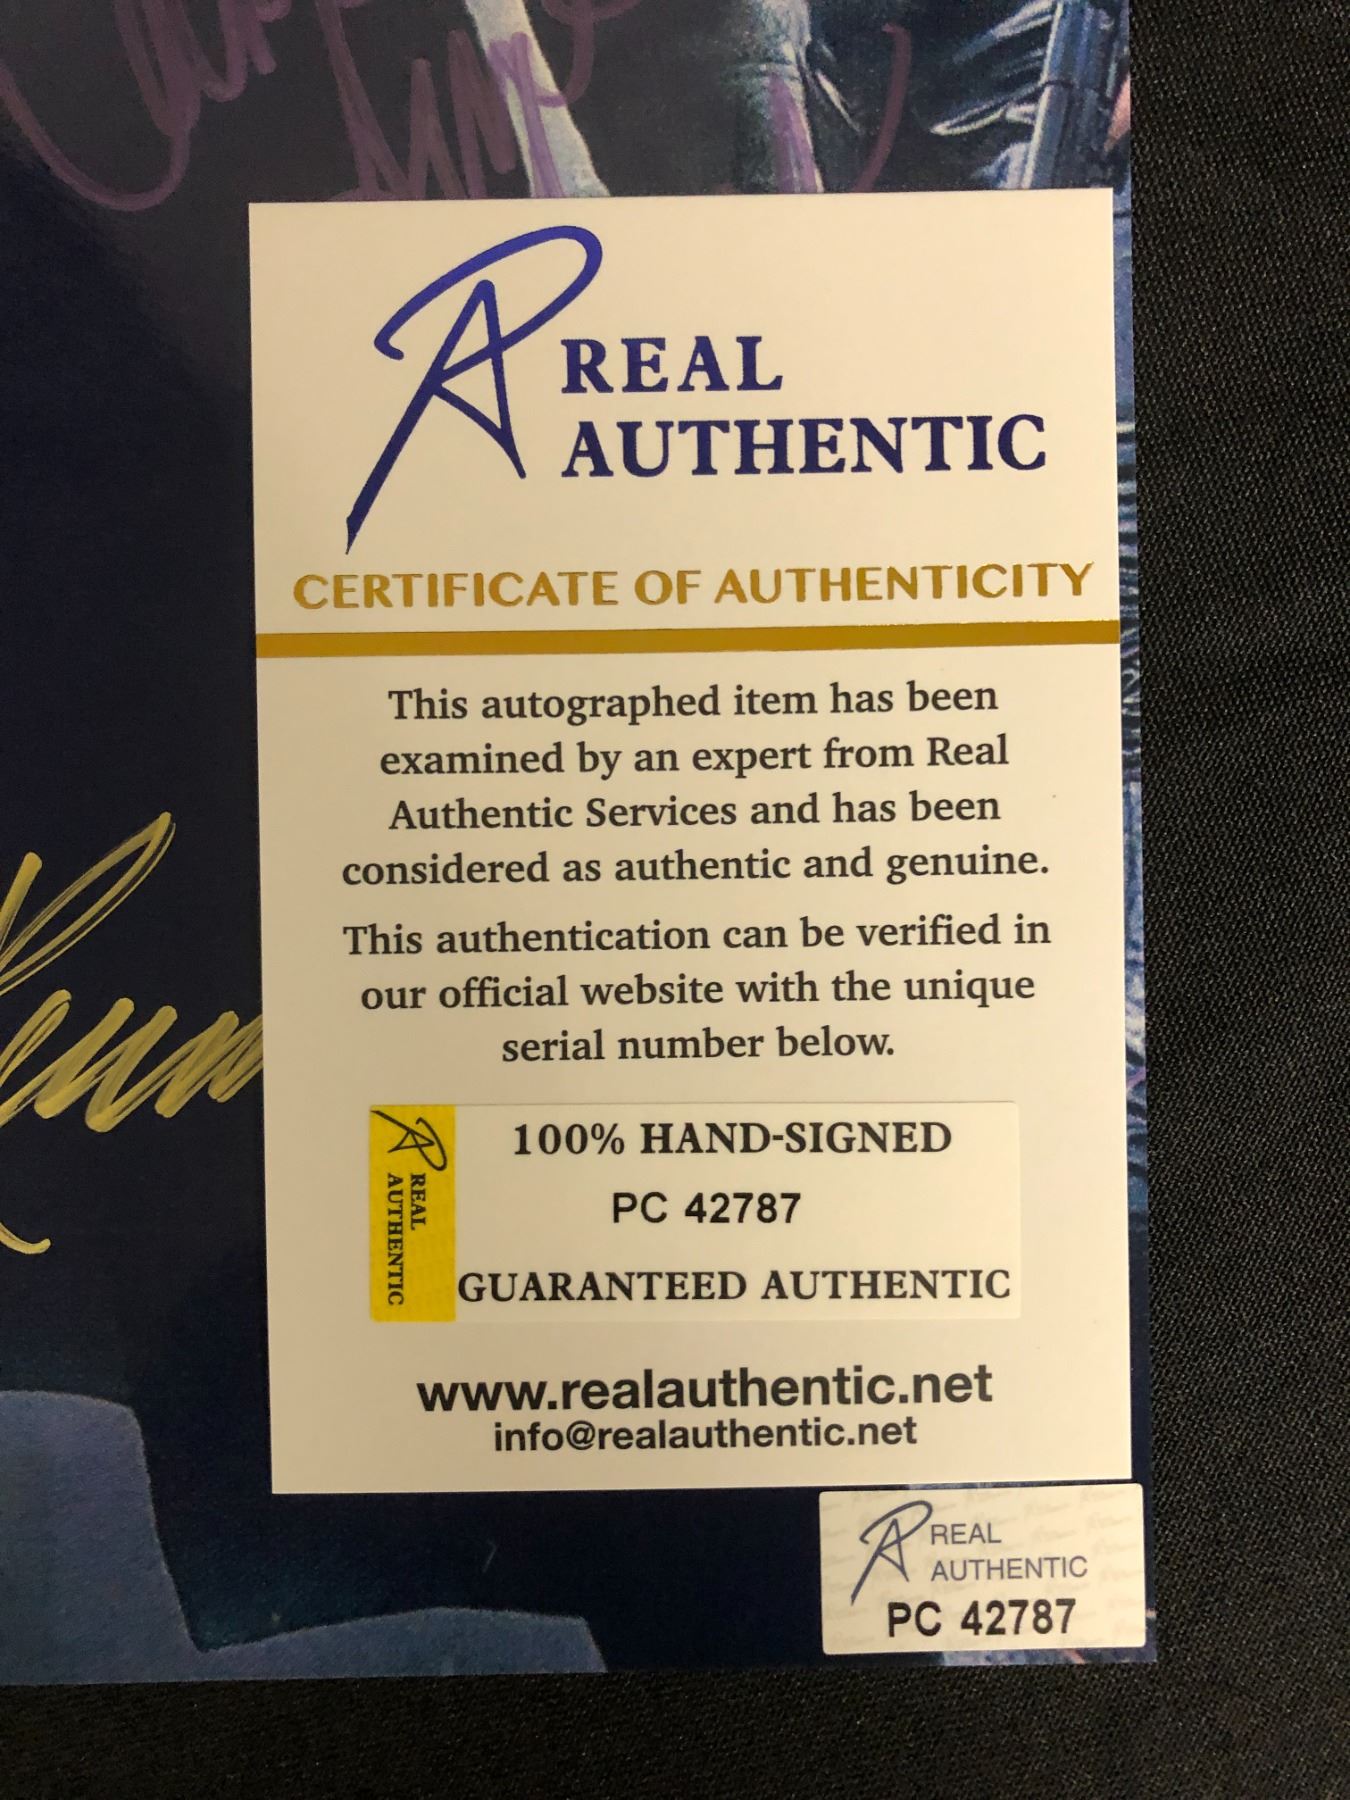 REAL
AUTHENTIC
CERTIFICATE OF AUTHENTICITY
This autographed item has been
examined by an expert from Real
Authentic Services and has been
considered as authentic and genuine.
This authentication can be verified in
our official website with the unique
serial number below.
REAL
AUTHENTIC
100% HAND-SIGNED
PC 42787
GUARANTEED AUTHENTIC
www.realauthentic.net
info@realauthentic.net
REAL
AUTHENTIC
PC 42787